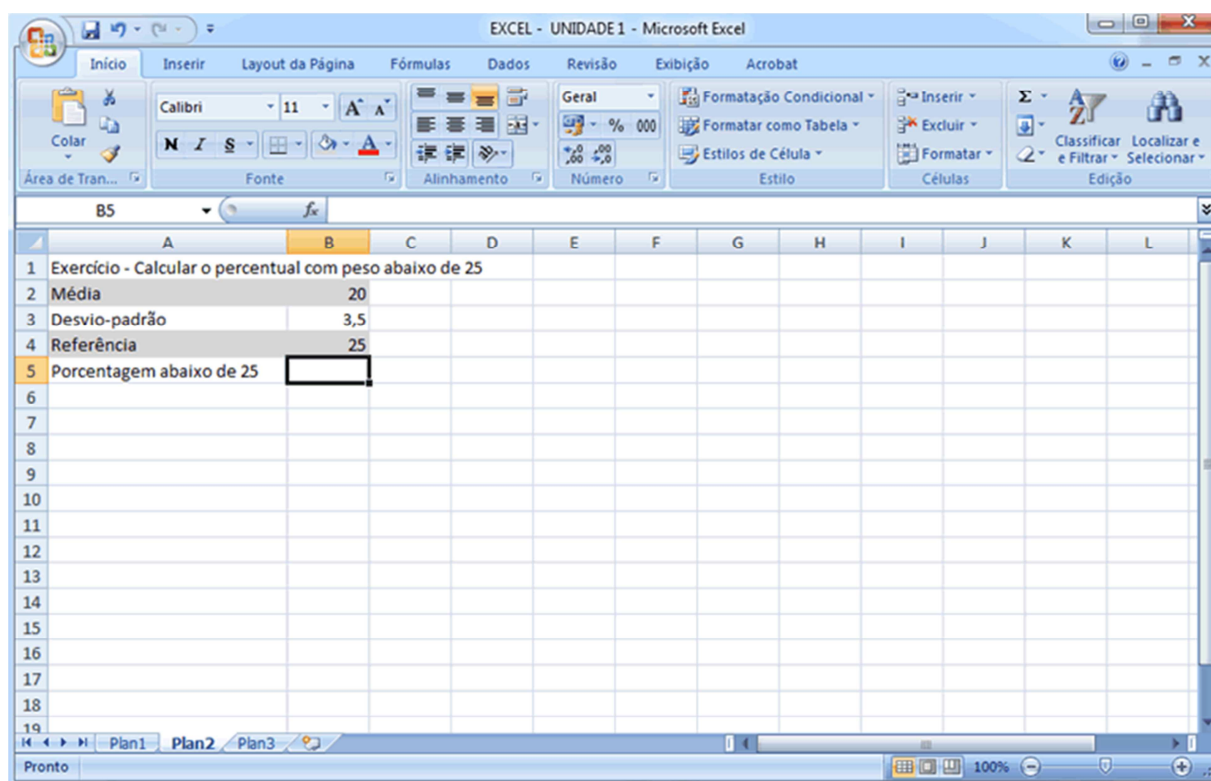 EXCEL - UNIDADE 1 - Microsoft Excel
Início Inserir Layout da Página Fórmulas Dados Revisão Exibição Acrobat
Colar
Área de Tran...
Calibri 11 A A
N I S A
Fonte
Alinhamento
Geral
% 000
,0 ,00 ,00 ,0
Número
Formatação Condicional
Formatar como Tabela
Estilos de Célula
Estilo
Inserir
Excluir
Formatar
Células
Σ
A Z
Classificar e Filtrar
Localizar e Selecionar
Edição
B5 fx
A B C D E F G H I J K L
1 Exercício - Calcular o percentual com peso abaixo de 25
2 Média 20
3 Desvio-padrão 3,5
4 Referência 25
5 Porcentagem abaixo de 25
6
7
8
9
10
11
12
13
14
15
16
17
18
19
Plan1 Plan2 Plan3
Pronto 100%